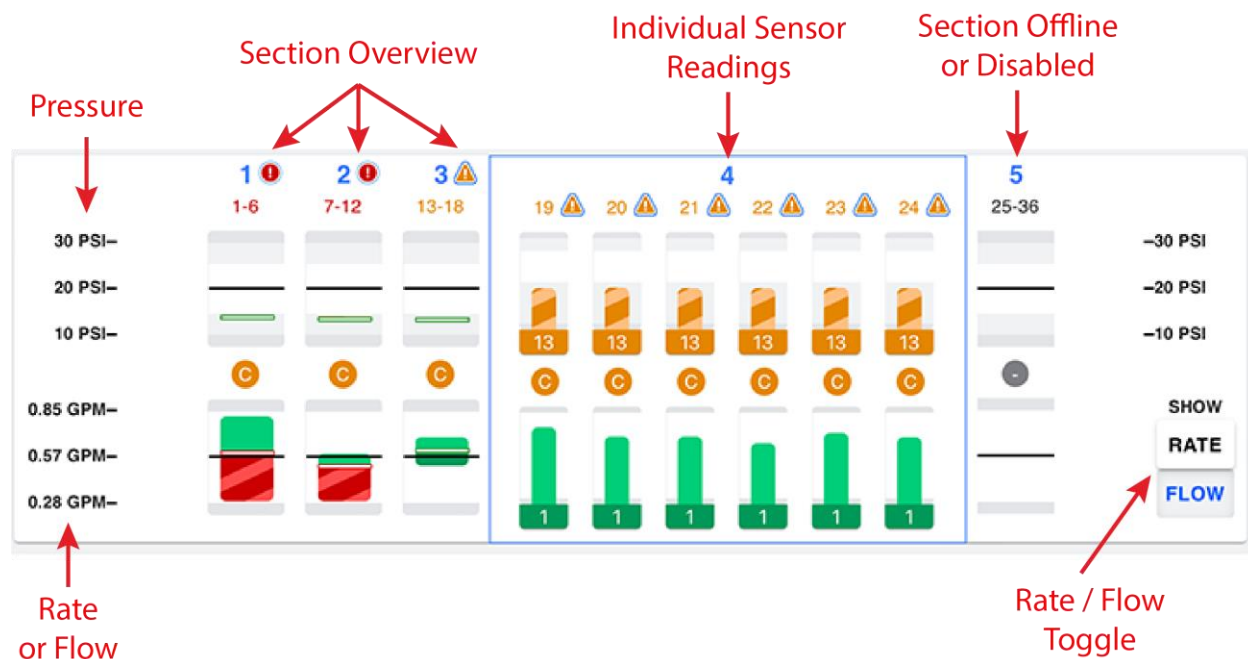 Section Overview
Individual Sensor
Readings
Section Offline
or Disabled
Pressure
1 2 3 4 5
1-6 7-12 13-18 19 20 21 22 23 24 25-36
30 PSI– –30 PSI
20 PSI– –20 PSI
10 PSI– –10 PSI
13 13 13 13 13 13
C C C C C C C C C -
0.85 GPM–
SHOW
0.57 GPM– RATE
0.28 GPM– FLOW
1 1 1 1 1 1
Rate
or Flow
Rate / Flow
Toggle